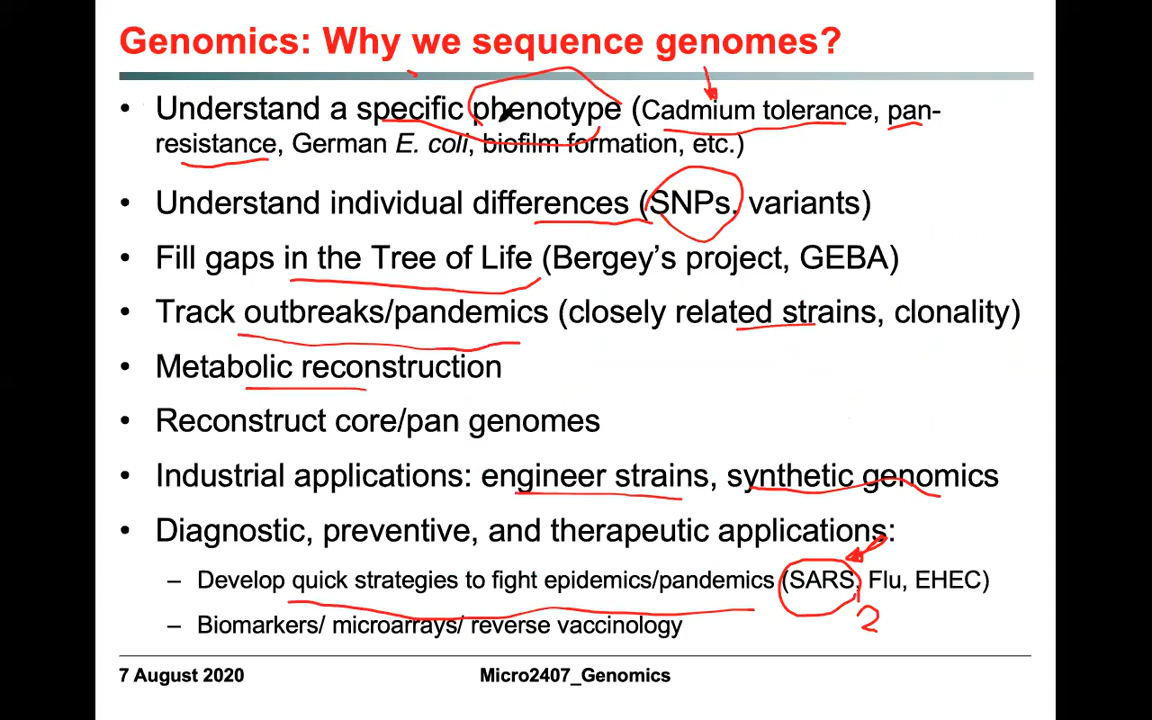 Genomics: Why we sequence genomes?
• Understand a specific phenotype (Cadmium tolerance, pan-
resistance, German E. coli, biofilm formation, etc.)
• Understand individual differences (SNPs, variants)
• Fill gaps in the Tree of Life (Bergey’s project, GEBA)
• Track outbreaks/pandemics (closely related strains, clonality)
• Metabolic reconstruction
• Reconstruct core/pan genomes
• Industrial applications: engineer strains, synthetic genomics
• Diagnostic, preventive, and therapeutic applications:
– Develop quick strategies to fight epidemics/pandemics (SARS, Flu, EHEC)
2
– Biomarkers/ microarrays/ reverse vaccinology
7 August 2020 Micro2407_Genomics